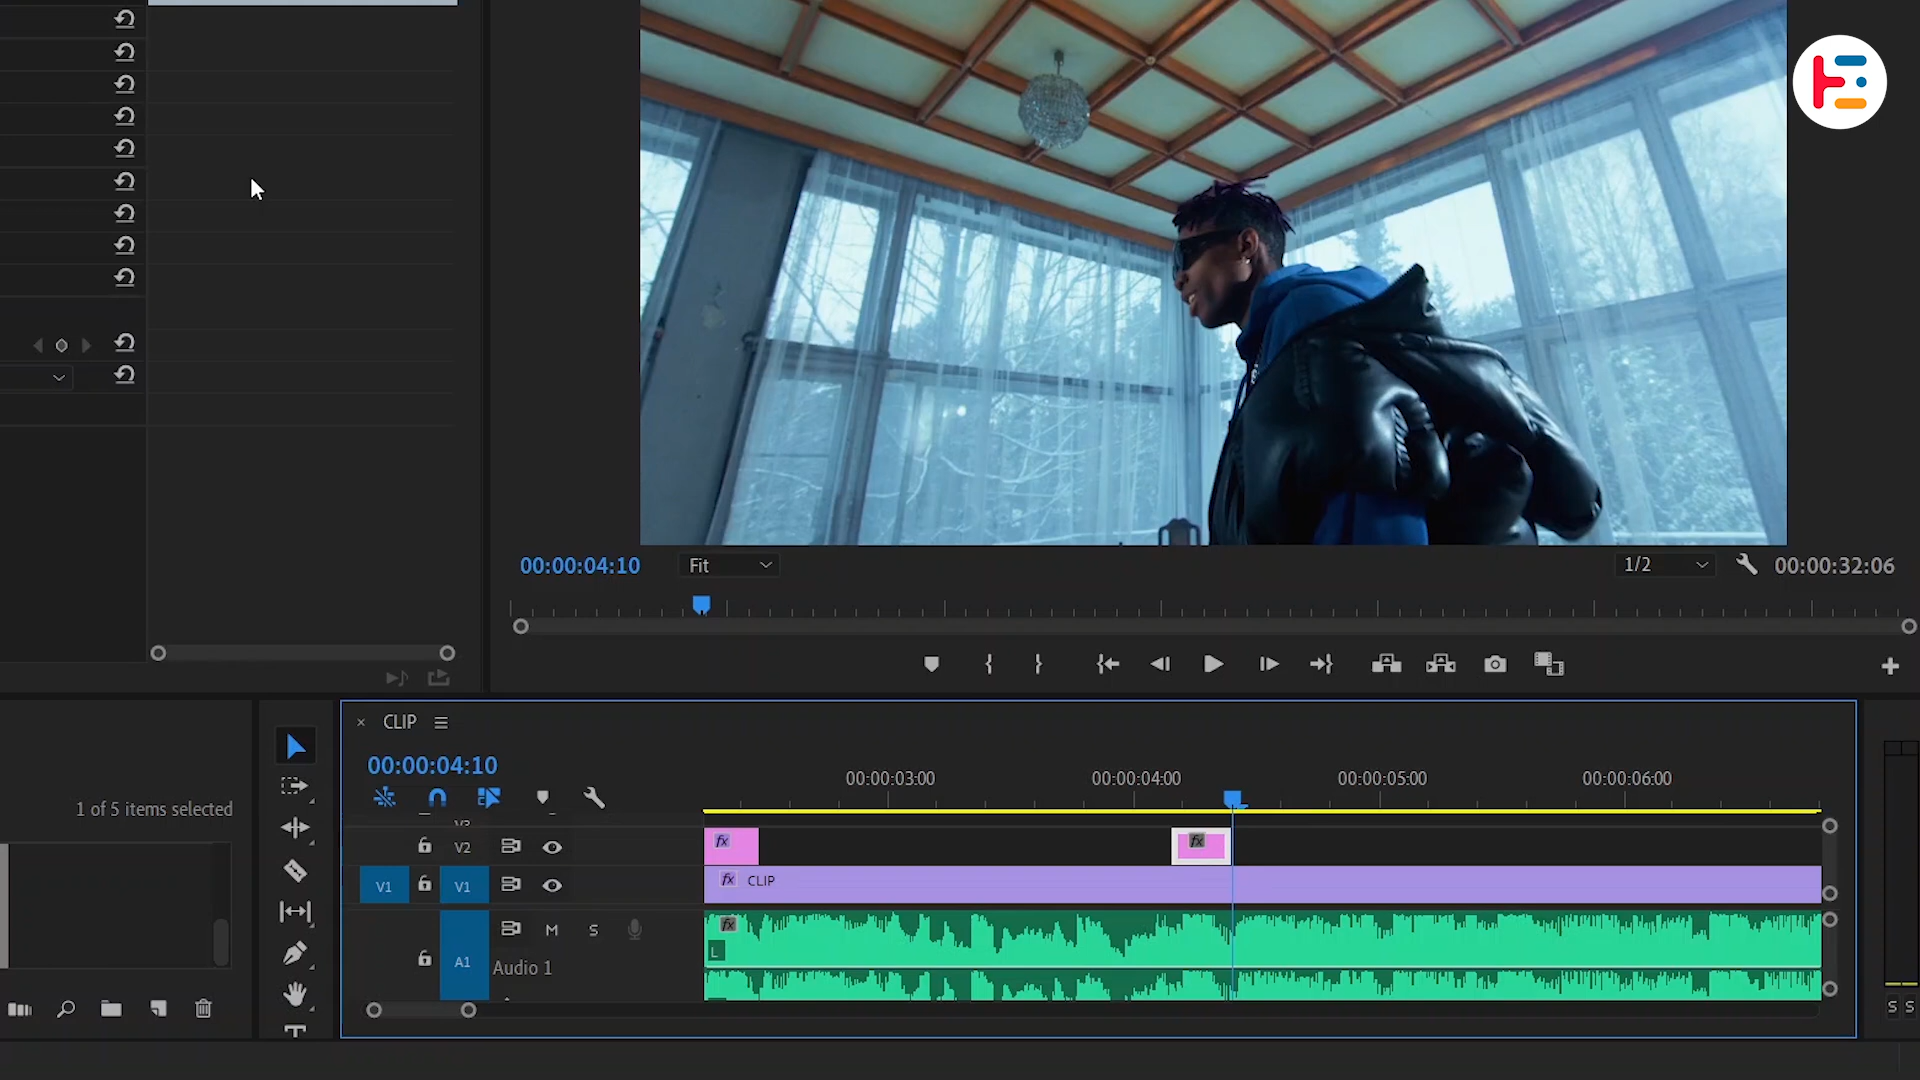 00:00:04:10
Fit
1/2
00:00:32:06
1 of 5 items selected
× CLIP
00:00:04:10
00:00:03:00
00:00:04:00
00:00:05:00
00:00:06:00
V3
V2
fx
fx
V1
V1
fx
CLIP
A1
M
S
Audio 1
fx
L
S S